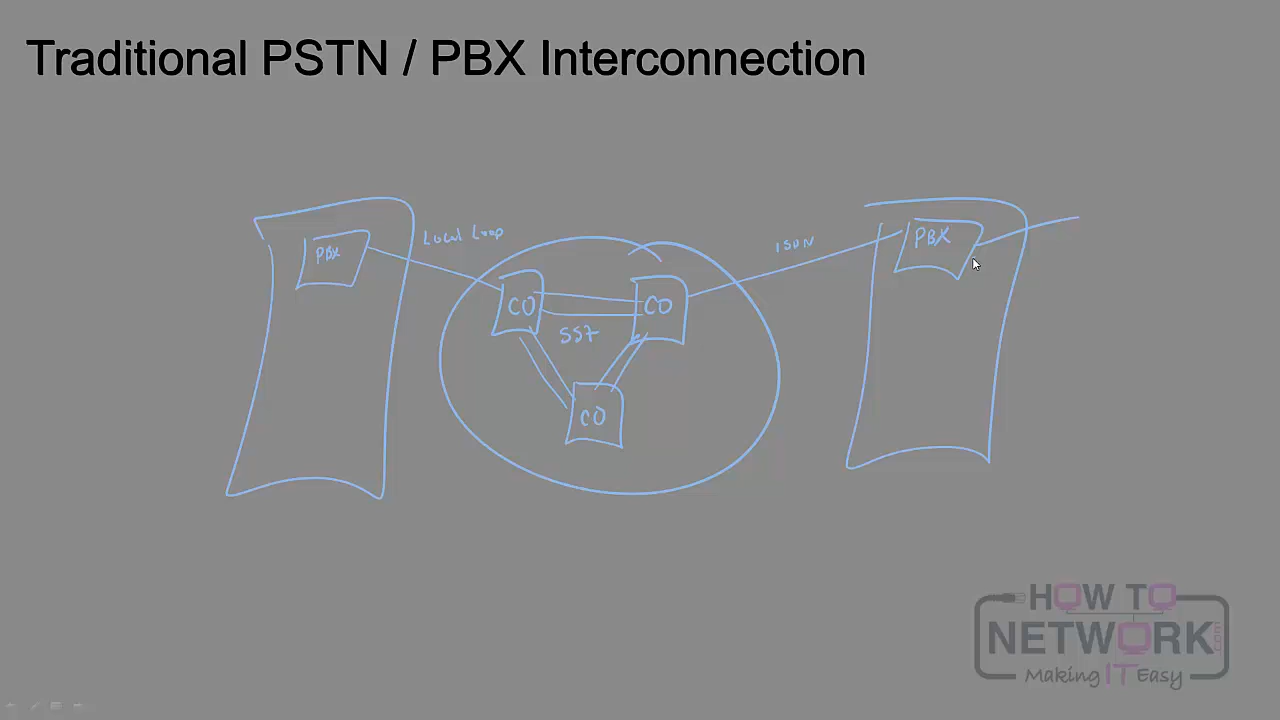 Traditional PSTN / PBX Interconnection
Local Loop
PBX
ISDN
PBX
CO
CO
SS7
CO
HOW TO
NETWORK.com
Making IT Easy